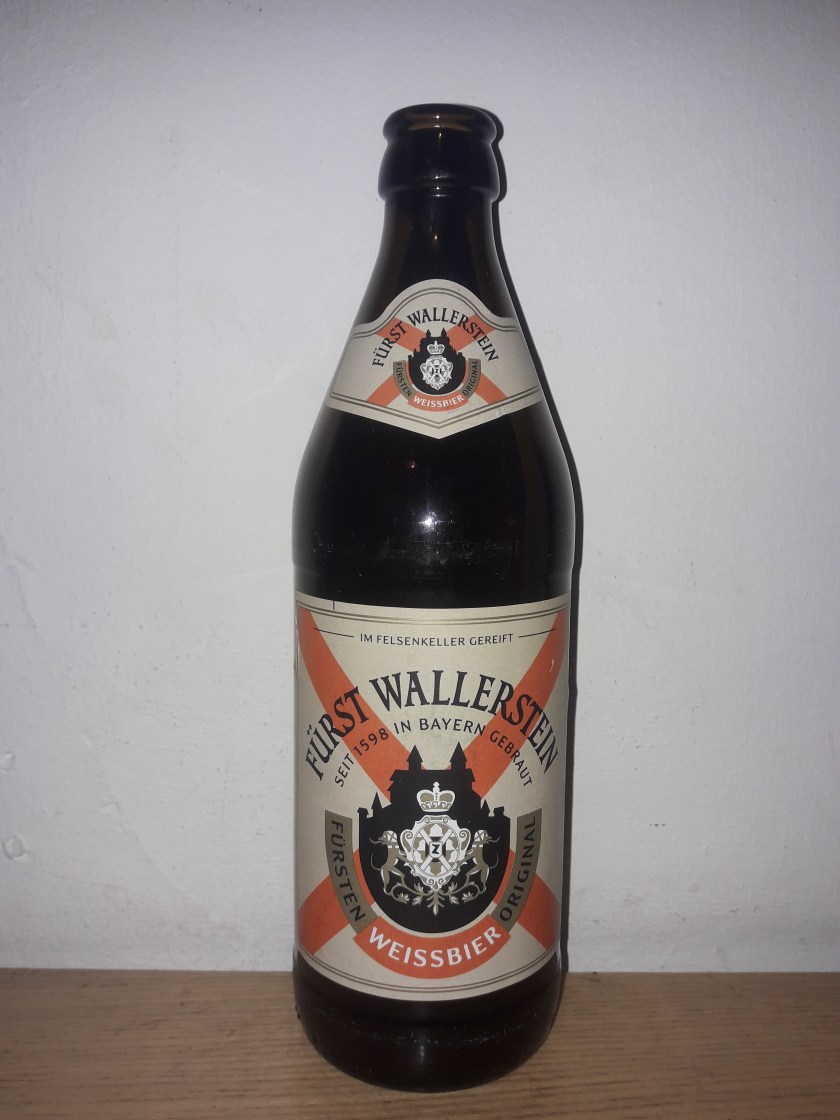 FÜRST WALLERSTEIN
FÜRSTEN
WEISSBIER
ORIGINAL
IM FELSENKELLER GEREIFT
FÜRST WALLERSTEIN
SEIT 1598 IN BAYERN GEBRAUT
Z
FÜRSTEN
WEISSBIER
ORIGINAL